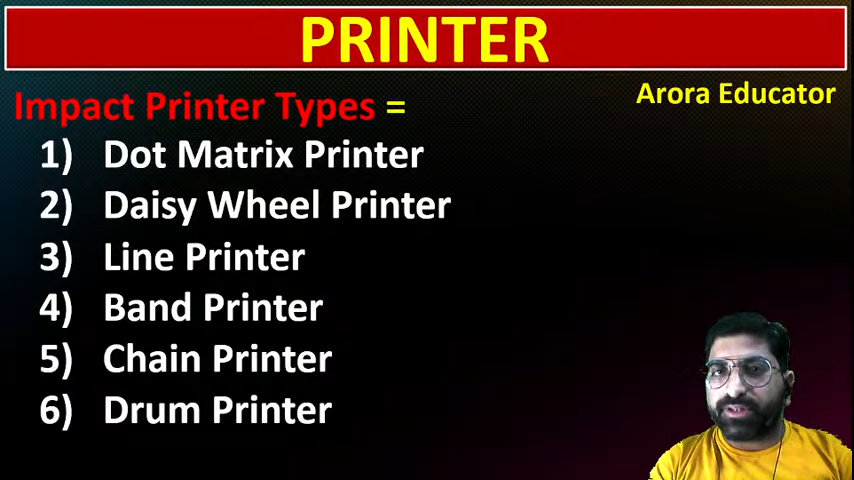 PRINTER
Arora Educator
Impact Printer Types =
1) Dot Matrix Printer
2) Daisy Wheel Printer
3) Line Printer
4) Band Printer
5) Chain Printer
6) Drum Printer